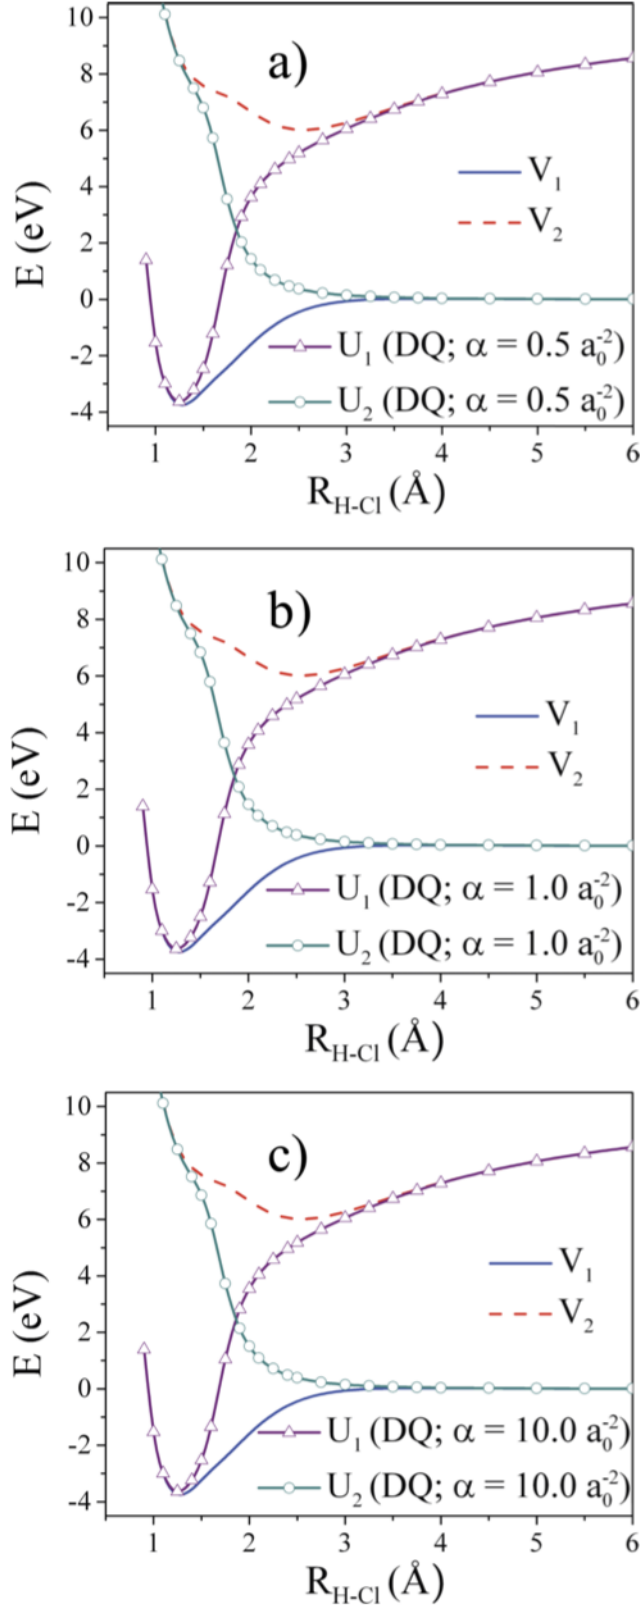 10
8
6
4
2
0
-2
-4
E (eV)
a)
V₁
V₂
U₁ (DQ; α = 0.5 a₀⁻²)
U₂ (DQ; α = 0.5 a₀⁻²)
1 2 3 4 5 6
R_H-Cl (Å)
10
8
6
4
2
0
-2
-4
E (eV)
b)
V₁
V₂
U₁ (DQ; α = 1.0 a₀⁻²)
U₂ (DQ; α = 1.0 a₀⁻²)
1 2 3 4 5 6
R_H-Cl (Å)
10
8
6
4
2
0
-2
-4
E (eV)
c)
V₁
V₂
U₁ (DQ; α = 10.0 a₀⁻²)
U₂ (DQ; α = 10.0 a₀⁻²)
1 2 3 4 5 6
R_H-Cl (Å)